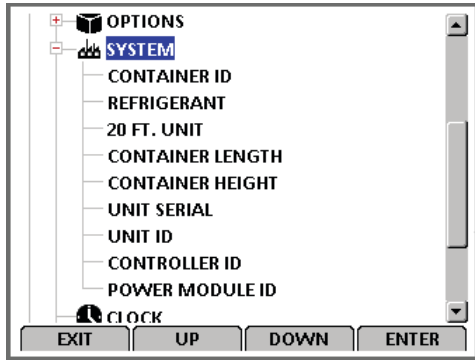 OPTIONS
SYSTEM
CONTAINER ID
REFRIGERANT
20 FT. UNIT
CONTAINER LENGTH
CONTAINER HEIGHT
UNIT SERIAL
UNIT ID
CONTROLLER ID
POWER MODULE ID
CLOCK
EXIT UP DOWN ENTER